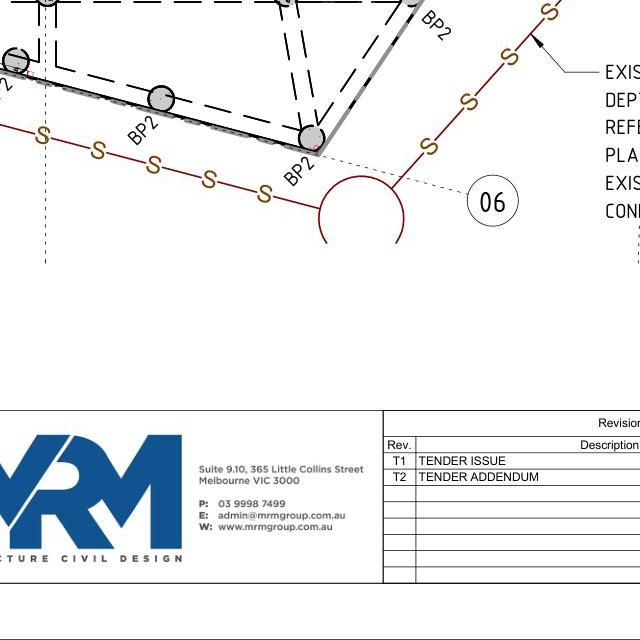 S
BP2
S
S
S
EXIS
DEPT
REFE
PLA
EXIS
CONN
2
BP2
BP2
S
S
S
S
S
06
MRM
CTURE CIVIL DESIGN
Suite 9.10, 365 Little Collins Street
Melbourne VIC 3000
P: 03 9998 7499
E: admin@mrmgroup.com.au
W: www.mrmgroup.com.au
Revision
Rev. Description
T1 TENDER ISSUE
T2 TENDER ADDENDUM